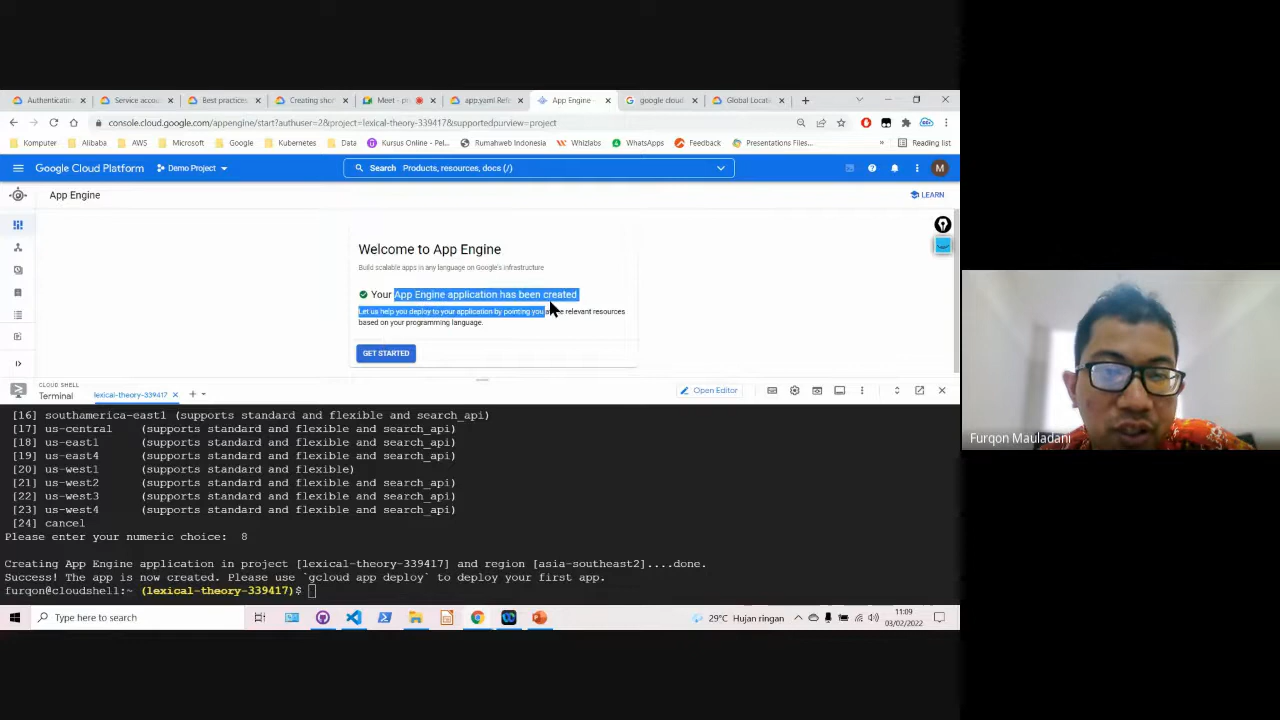 Authenticatin
Service accou
Best practices
Creating shor
Meet - pr
app.yaml Ref
App Engine
google cloud
Global Locati
console.cloud.google.com/appengine/start?authuser=2&project=lexical-theory-339417&supportedpurview=project
Komputer
Alibaba
AWS
Microsoft
Google
Kubernetes
Data
Kursus Online - Pel...
Rumahweb Indonesia
Whizlabs
WhatsApps
Feedback
Presentations Files...
»
Reading list
Google Cloud Platform
Demo Project
Search Products, resources, docs (/)
M
App Engine
LEARN
Welcome to App Engine
Build scalable apps in any language on Google's infrastructure
Your App Engine application has been created
Let us help you deploy to your application by pointing you relevant resources
based on your programming language.
GET STARTED
CLOUD SHELL
Terminal
lexical-theory-339417
Open Editor
[16] southamerica-east1 (supports standard and flexible and search_api)
[17] us-central (supports standard and flexible and search_api)
[18] us-east1 (supports standard and flexible and search_api)
[19] us-east4 (supports standard and flexible and search_api)
[20] us-west1 (supports standard and flexible)
[21] us-west2 (supports standard and flexible and search_api)
[22] us-west3 (supports standard and flexible and search_api)
[23] us-west4 (supports standard and flexible and search_api)
[24] cancel
Please enter your numeric choice: 8
Creating App Engine application in project [lexical-theory-339417] and region [asia-southeast2]....done.
Success! The app is now created. Please use `gcloud app deploy` to deploy your first app.
furqon@cloudshell:~ (lexical-theory-339417)$
Type here to search
29°C Hujan ringan
11:09
03/02/2022
Furqon Mauladani